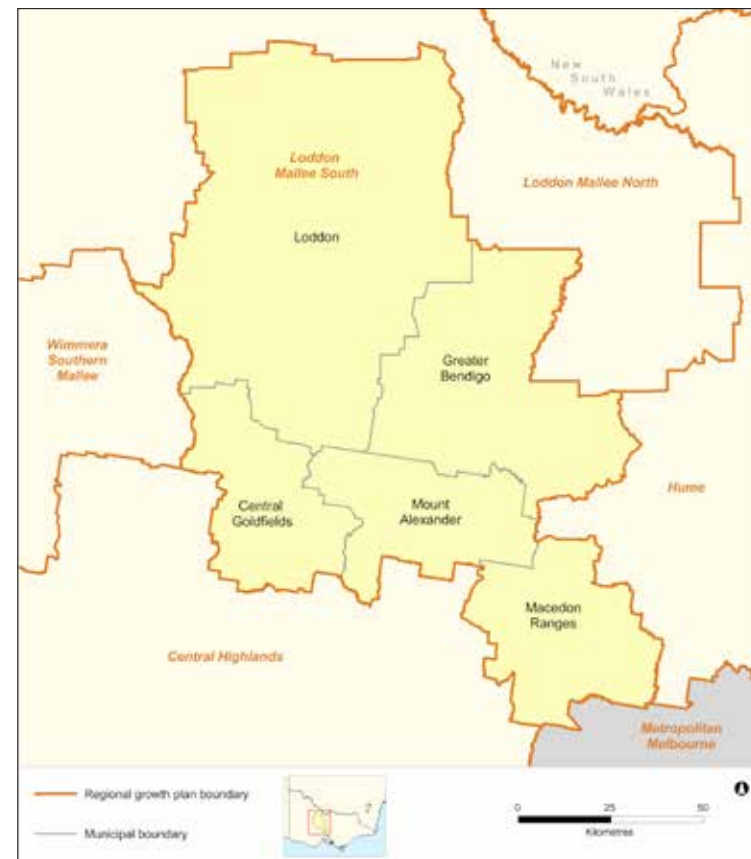 New
South
Wales
Loddon
Mallee South
Loddon Mallee North
Loddon
Wimmera
Southern
Mallee
Greater
Bendigo
Hume
Central
Goldfields
Mount
Alexander
Macedon
Ranges
Central Highlands
Metropolitan
Melbourne
Regional growth plan boundary
Municipal boundary
0 25 50
Kilometres